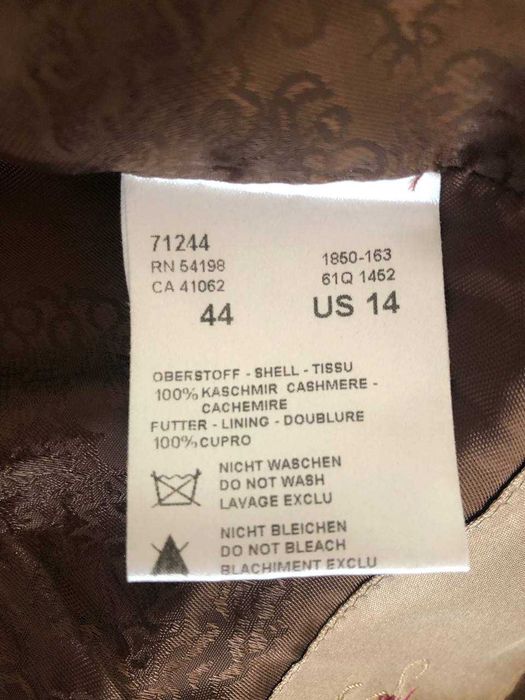 71244
RN 54198
CA 41062
1850-163
61Q 1452
44
US 14
OBERSTOFF - SHELL - TISSU
100% KASCHMIR CASHMERE -
CACHEMIRE
FUTTER - LINING - DOUBLURE
100% CUPRO
NICHT WASCHEN
DO NOT WASH
LAVAGE EXCLU
NICHT BLEICHEN
DO NOT BLEACH
BLACHIMENT EXCLU